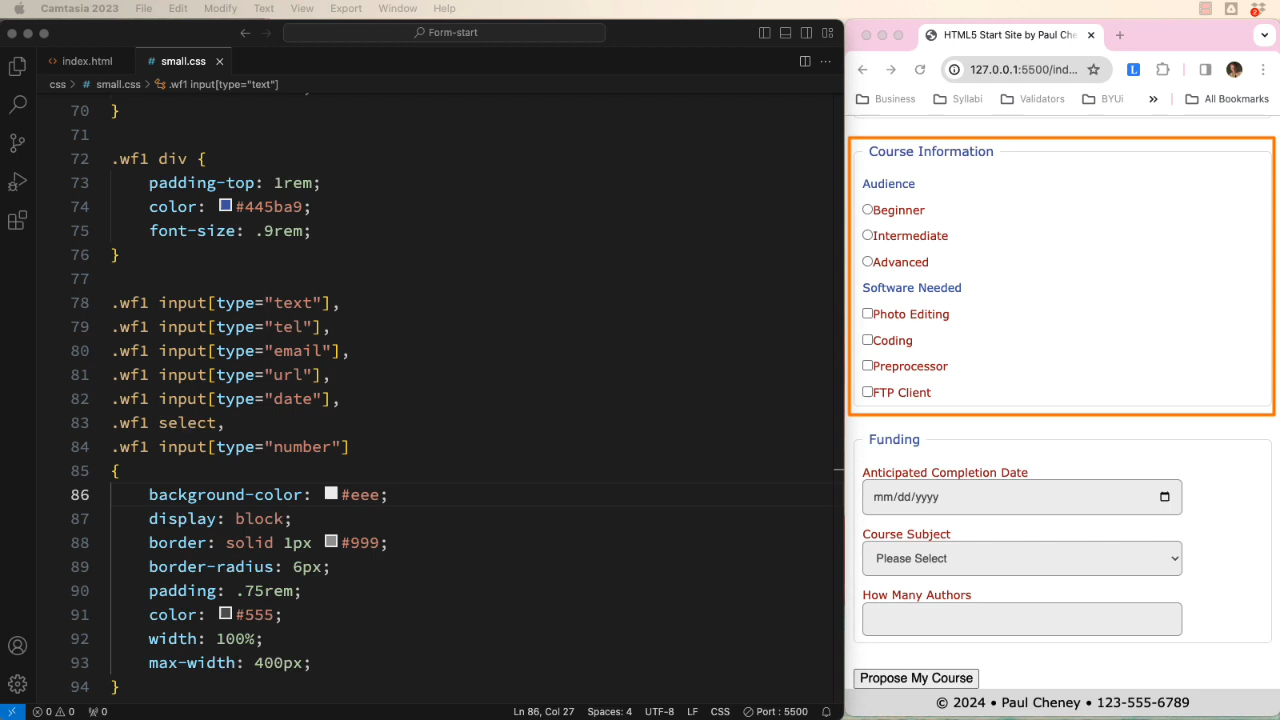 Camtasia 2023 File Edit Modify Text View Export Window Help
2
Form-start
index.html
small.css
css > small.css > .wf1 input[type="text"]
70 }
71
72 .wf1 div {
73 padding-top: 1rem;
74 color: #445ba9;
75 font-size: .9rem;
76 }
77
78 .wf1 input[type="text"],
79 .wf1 input[type="tel"],
80 .wf1 input[type="email"],
81 .wf1 input[type="url"],
82 .wf1 input[type="date"],
83 .wf1 select,
84 .wf1 input[type="number"]
85 {
86 background-color: #eee;
87 display: block;
88 border: solid 1px #999;
89 border-radius: 6px;
90 padding: .75rem;
91 color: #555;
92 width: 100%;
93 max-width: 400px;
94 }
0 0 0
Ln 86, Col 27 Spaces: 4 UTF-8 LF CSS Port : 5500
HTML5 Start Site by Paul Che
127.0.0.1:5500/ind...
Business Syllabi Validators BYUi » All Bookmarks
Course Information
Audience
Beginner
Intermediate
Advanced
Software Needed
Photo Editing
Coding
Preprocessor
FTP Client
Funding
Anticipated Completion Date
mm/dd/yyyy
Course Subject
Please Select
How Many Authors
Propose My Course
© 2024 • Paul Cheney • 123-555-6789